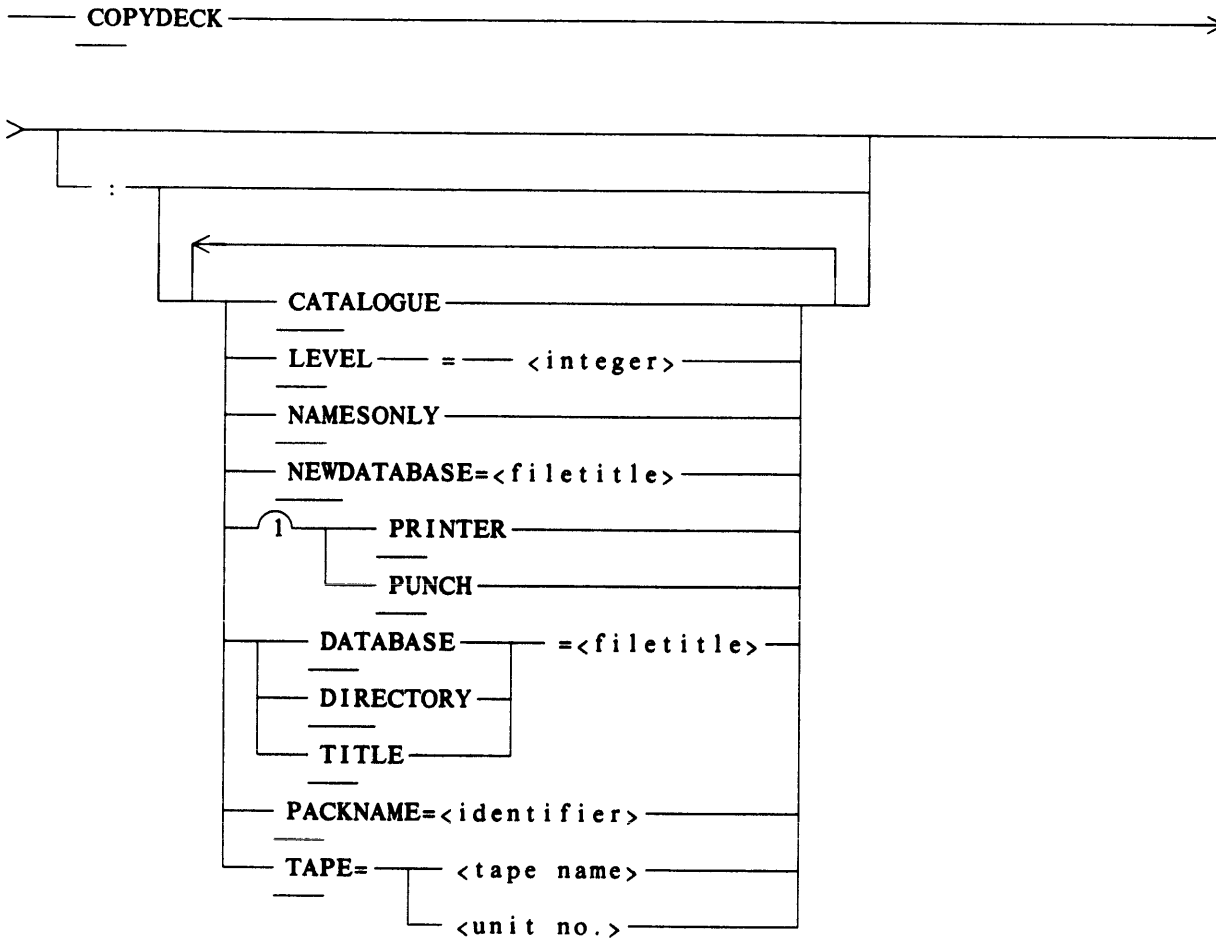 COPYDECK
:
CATALOGUE
LEVEL = <integer>
NAMESONLY
NEWDATABASE=<filetitle>
1 PRINTER
PUNCH
DATABASE =<filetitle>
DIRECTORY
TITLE
PACKNAME=<identifier>
TAPE= <tape name>
<unit no.>